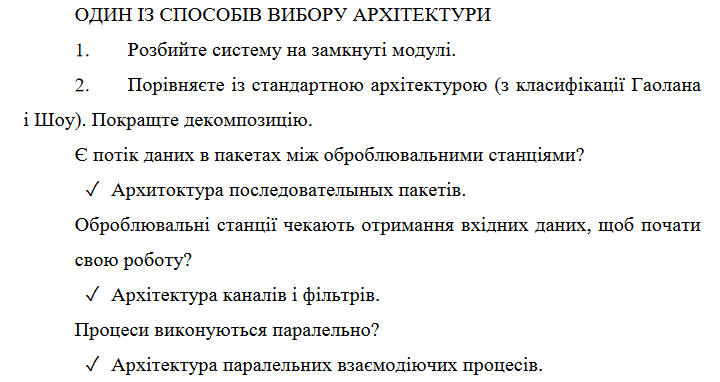 ОДИН ІЗ СПОСОБІВ ВИБОРУ АРХІТЕКТУРИ
1. Розбийте систему на замкнуті модулі.
2. Порівняєте із стандартною архітектурою (з класифікації Гаолана
і Шоу). Покращте декомпозицію.
Є потік даних в пакетах між оброблювальними станціями?
✓ Архитоктура последовательных пакетів.
Оброблювальні станції чекають отримання вхідних даних, щоб почати
свою роботу?
✓ Архітектура каналів і фільтрів.
Процеси виконуються паралельно?
✓ Архітектура паралельних взаємодіючих процесів.